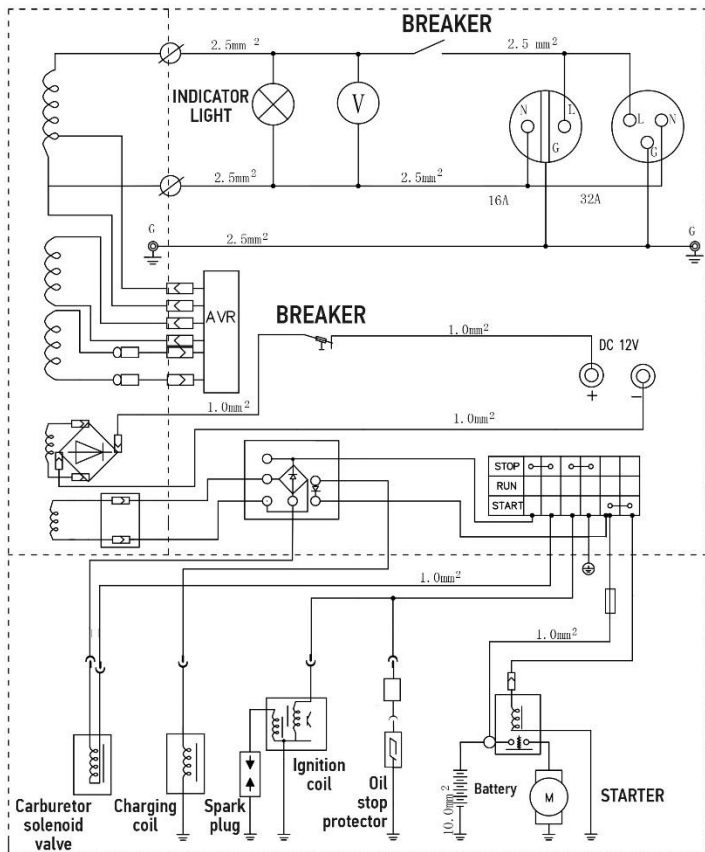 BREAKER
2.5mm²
2.5 mm²
INDICATOR
LIGHT
V
N
L
G
L
N
G
2.5mm²
2.5mm²
16A
32A
G
2.5mm²
G
AVR
BREAKER
1.0mm²
DC 12V
+
−
1.0mm²
1.0mm²
STOP
RUN
START
1.0mm²
1.0mm²
Ignition
coil
Carburetor
solenoid
valve
Charging
coil
Spark
plug
Oil
stop
protector
10.0mm²
Battery
M
STARTER